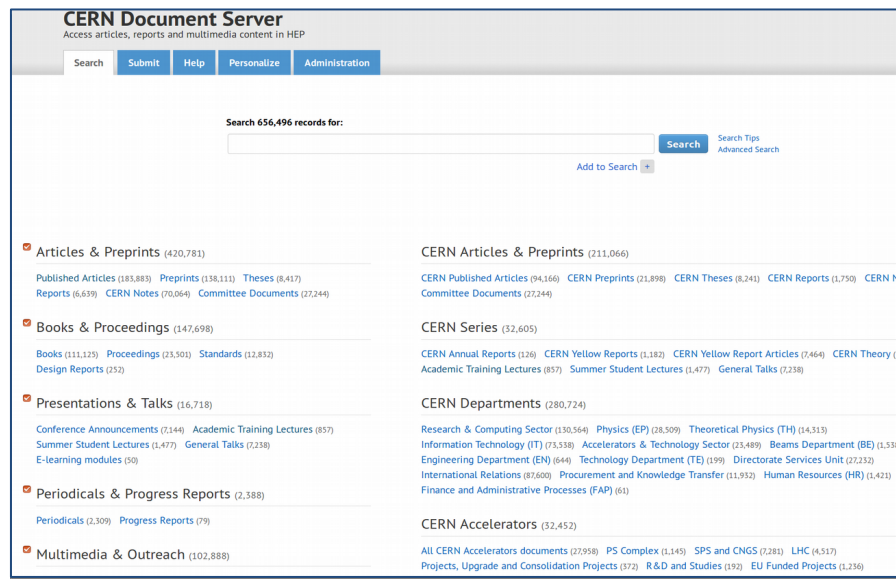 CERN Document Server
Access articles, reports and multimedia content in HEP
Search Submit Help Personalize Administration
Search 656,496 records for:
Search
Search Tips
Advanced Search
Add to Search +
Articles & Preprints (420,781)
Published Articles (183,883) Preprints (138,111) Theses (8,417)
Reports (6,639) CERN Notes (70,064) Committee Documents (27,244)
Books & Proceedings (147,698)
Books (111,125) Proceedings (23,501) Standards (12,832)
Design Reports (252)
Presentations & Talks (16,718)
Conference Announcements (7,144) Academic Training Lectures (857)
Summer Student Lectures (1,477) General Talks (7,238)
E-learning modules (50)
Periodicals & Progress Reports (2,388)
Periodicals (2,309) Progress Reports (79)
Multimedia & Outreach (102,888)
CERN Articles & Preprints (211,066)
CERN Published Articles (94,166) CERN Preprints (21,898) CERN Theses (8,241) CERN Reports (1,750) CERN
Committee Documents (27,244)
CERN Series (32,605)
CERN Annual Reports (126) CERN Yellow Reports (1,182) CERN Yellow Report Articles (7,464) CERN Theory (
Academic Training Lectures (857) Summer Student Lectures (1,477) General Talks (7,238)
CERN Departments (280,724)
Research & Computing Sector (130,564) Physics (EP) (28,509) Theoretical Physics (TH) (14,313)
Information Technology (IT) (73,538) Accelerators & Technology Sector (23,489) Beams Department (BE) (1,538
Engineering Department (EN) (644) Technology Department (TE) (199) Directorate Services Unit (27,232)
International Relations (87,600) Procurement and Knowledge Transfer (11,932) Human Resources (HR) (1,421)
Finance and Administrative Processes (FAP) (61)
CERN Accelerators (32,452)
All CERN Accelerators documents (27,958) PS Complex (1,145) SPS and CNGS (7,281) LHC (4,517)
Projects, Upgrade and Consolidation Projects (372) R&D and Studies (192) EU Funded Projects (1,236)